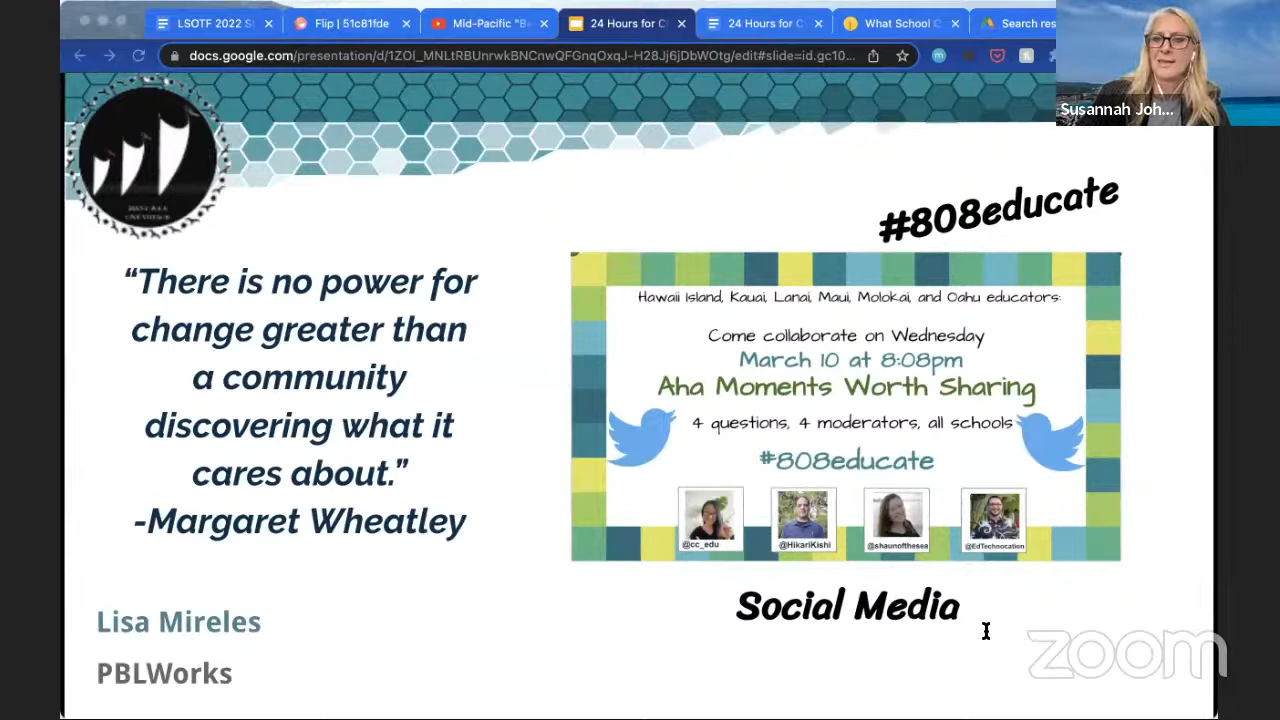 LSOTF 2022 S
Flip | 51c81fde
Mid-Pacific "B
24 Hours for C
24 Hours for C
What School C
Search res
docs.google.com/presentation/d/1ZOl_MNLtRBUnrwkBNCnwQFGnqOxqJ-H28Jj6jDbWOtg/edit#slide=id.gc10...
Susannah Joh...
#808educate
“There is no power for
change greater than
a community
discovering what it
cares about.”
-Margaret Wheatley
Hawaii Island, Kauai, Lanai, Maui, Molokai, and Oahu educators:
Come collaborate on Wednesday
March 10 at 8:08pm
Aha Moments Worth Sharing
4 questions, 4 moderators, all schools
#808educate
@cc_edu
@HikariKishi
@shaunofthesea
@EdTechnocation
Social Media
Lisa Mireles
PBLWorks
zoom